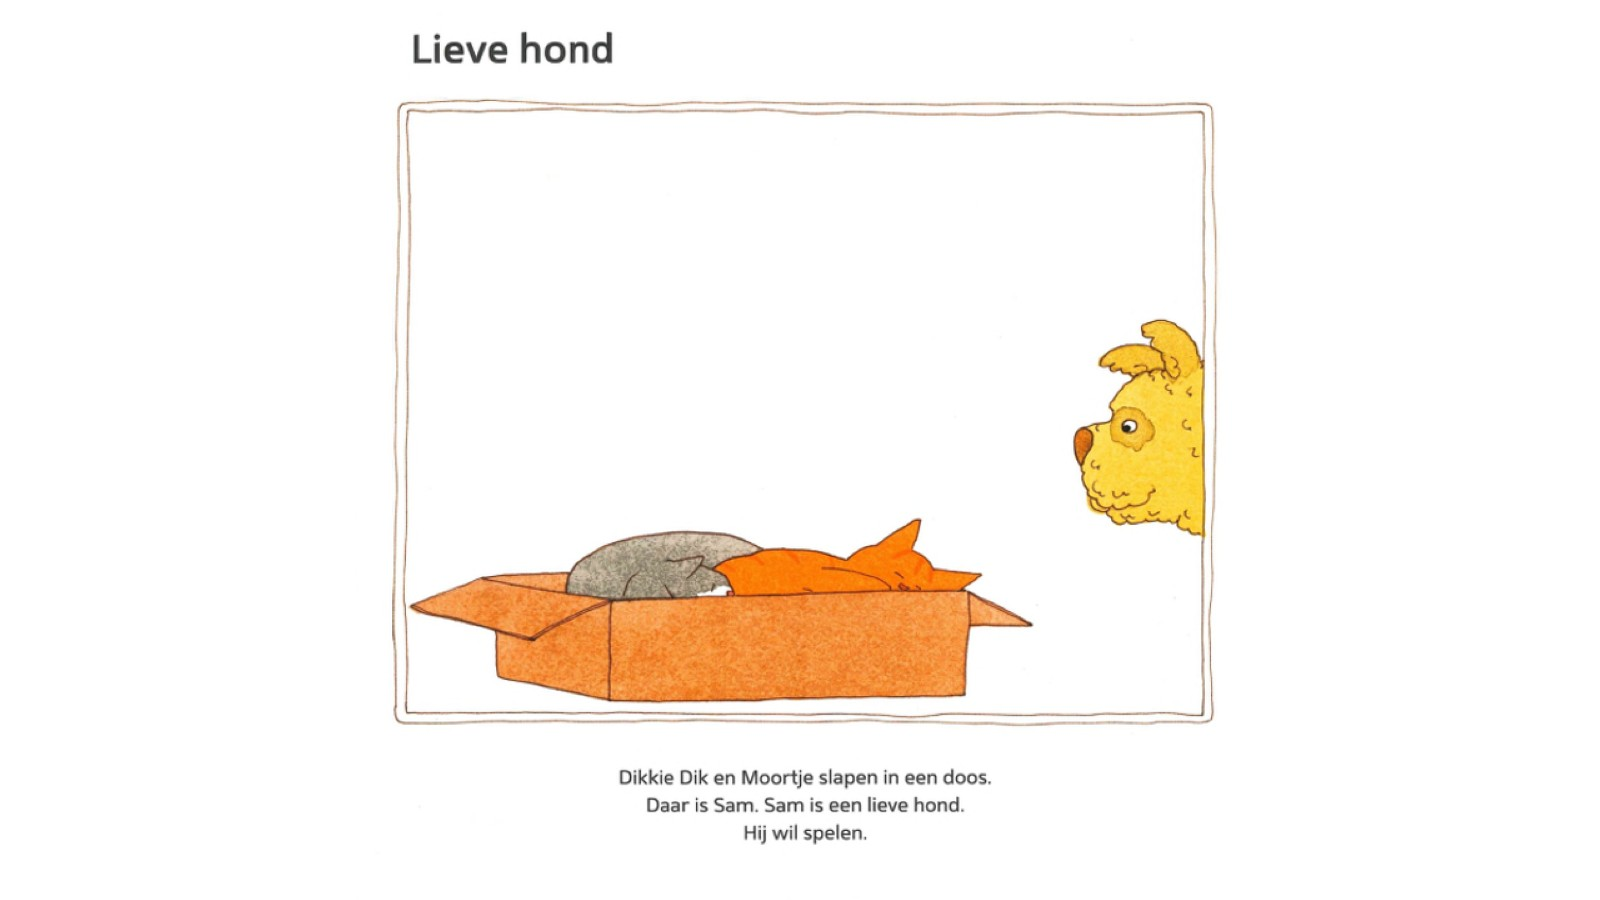 Lieve hond
Dikkie Dik en Moortje slapen in een doos.
Daar is Sam. Sam is een lieve hond.
Hij wil spelen.